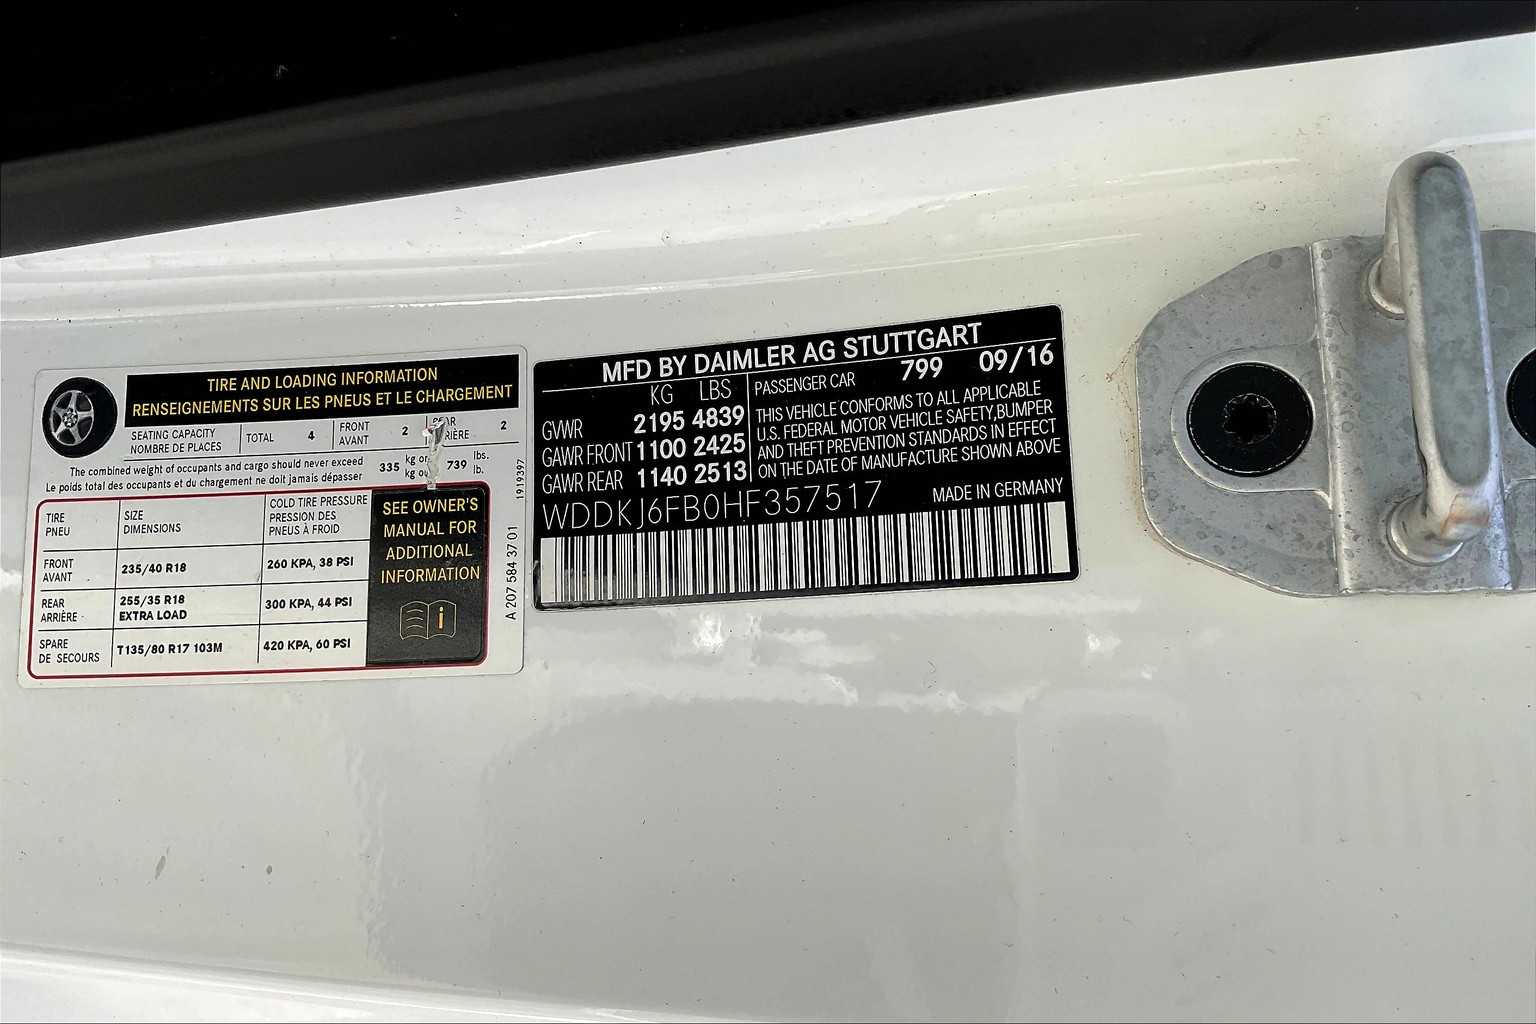 TIRE AND LOADING INFORMATION
RENSEIGNEMENTS SUR LES PNEUS ET LE CHARGEMENT
SEATING CAPACITY
NOMBRE DE PLACES
TOTAL 4
FRONT
AVANT
2
2
The combined weight of occupants and cargo should never exceed
Le poids total des occupants et du chargement ne doit jamais dépasser
335
kg or
kg ou
739
lbs.
lb.
TIRE
PNEU
SIZE
DIMENSIONS
COLD TIRE PRESSURE
PRESSION DES
PNEUS À FROID
FRONT
AVANT
235/40 R18
260 KPA, 38 PSI
REAR
ARRIÈRE
255/35 R18
EXTRA LOAD
300 KPA, 44 PSI
SPARE
DE SECOURS
T135/80 R17 103M
420 KPA, 60 PSI
SEE OWNER'S
MANUAL FOR
ADDITIONAL
INFORMATION
i
A 207 584 37 01
1919397
MFD BY DAIMLER AG STUTTGART
KG LBS
GVWR 2195 4839
GAWR FRONT 1100 2425
GAWR REAR 1140 2513
PASSENGER CAR 799 09/16
THIS VEHICLE CONFORMS TO ALL APPLICABLE
U.S. FEDERAL MOTOR VEHICLE SAFETY,BUMPER
AND THEFT PREVENTION STANDARDS IN EFFECT
ON THE DATE OF MANUFACTURE SHOWN ABOVE
WDDKJ6FB0HF357517
MADE IN GERMANY